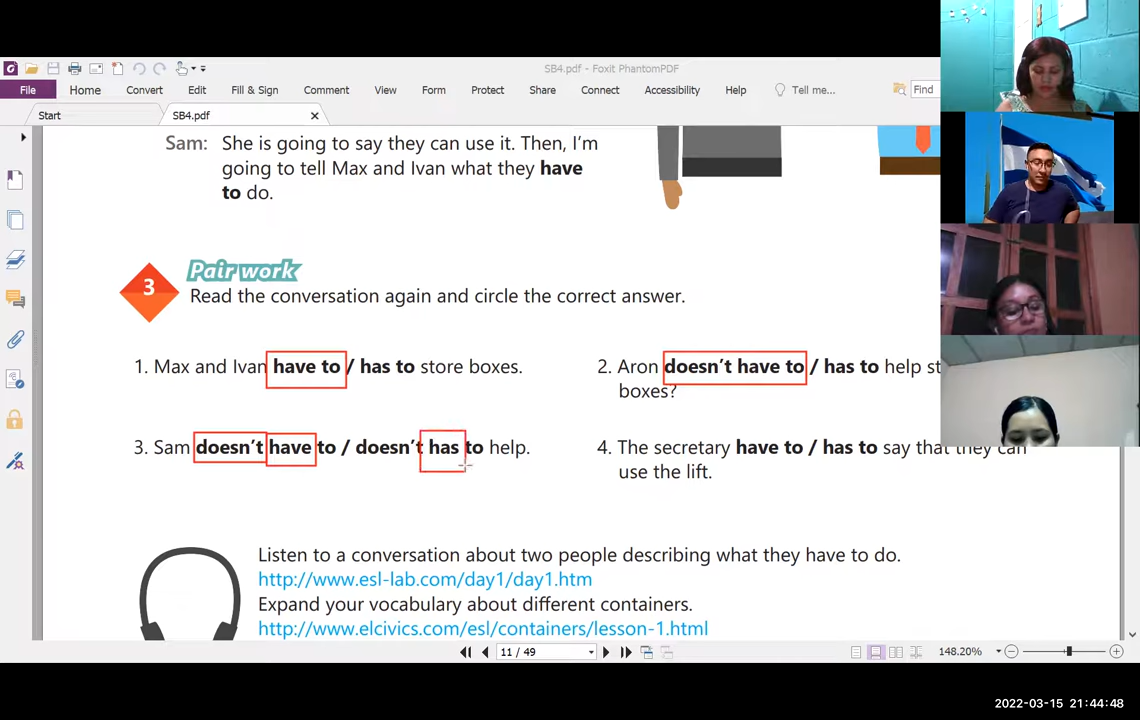 SB4.pdf - Foxit PhantomPDF
File Home Convert Edit Fill & Sign Comment View Form Protect Share Connect Accessibility Help Tell me... Find
Start SB4.pdf
Sam: She is going to say they can use it. Then, I'm
going to tell Max and Ivan what they have
to do.
3
Pair work
Read the conversation again and circle the correct answer.
1. Max and Ivan have to / has to store boxes.
2. Aron doesn't have to / has to help st
boxes?
3. Sam doesn't have to / doesn't has to help.
4. The secretary have to / has to say that they can
use the lift.
Listen to a conversation about two people describing what they have to do.
http://www.esl-lab.com/day1/day1.htm
Expand your vocabulary about different containers.
http://www.elcivics.com/esl/containers/lesson-1.html
11 / 49
148.20%
2022-03-15 21:44:48